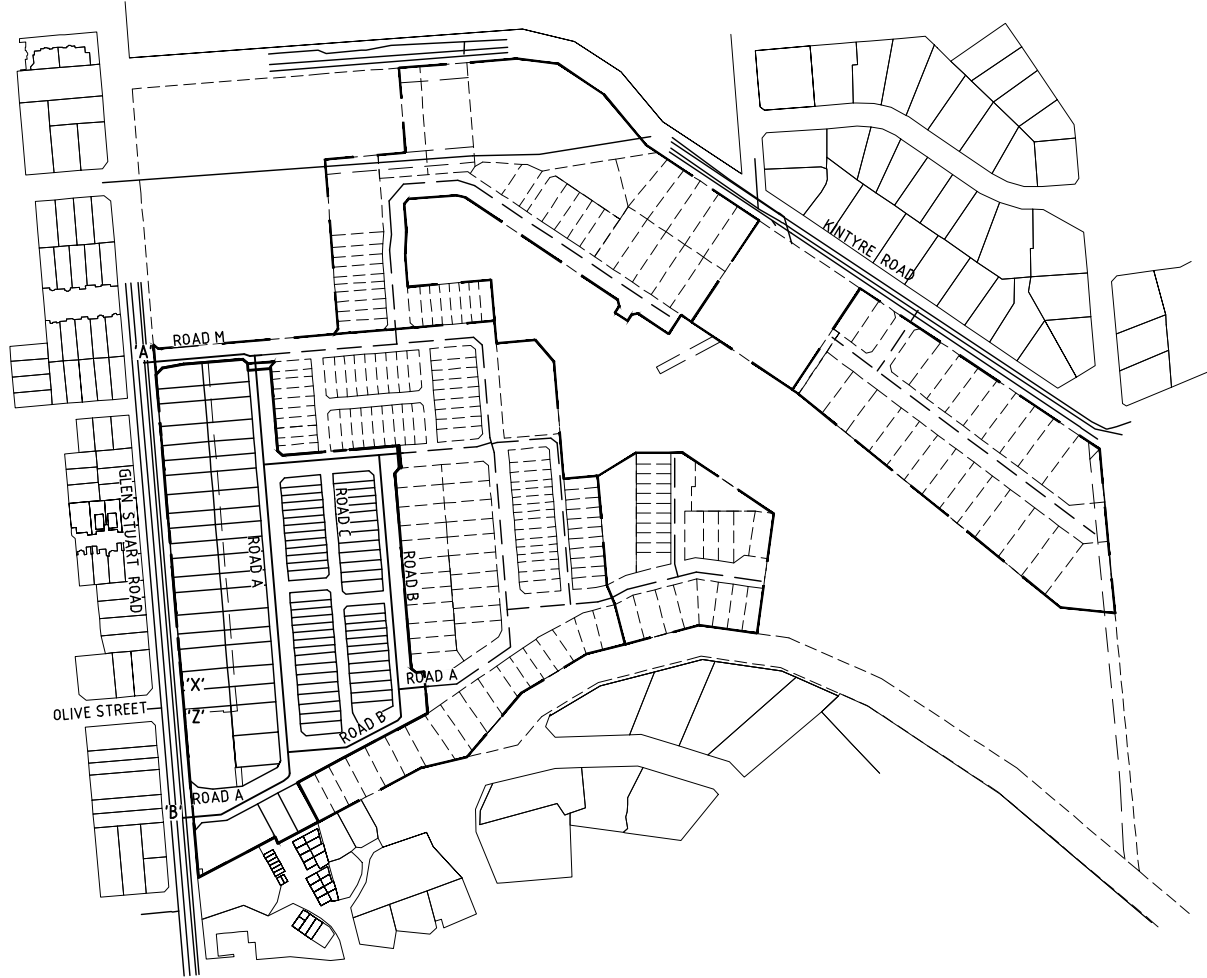 KINTYRE ROAD
ROAD M
'A'
GLEN STUART ROAD
ROAD C
ROAD A
ROAD B
ROAD A
'X'
OLIVE STREET
'Z'
ROAD B
ROAD A
'B'